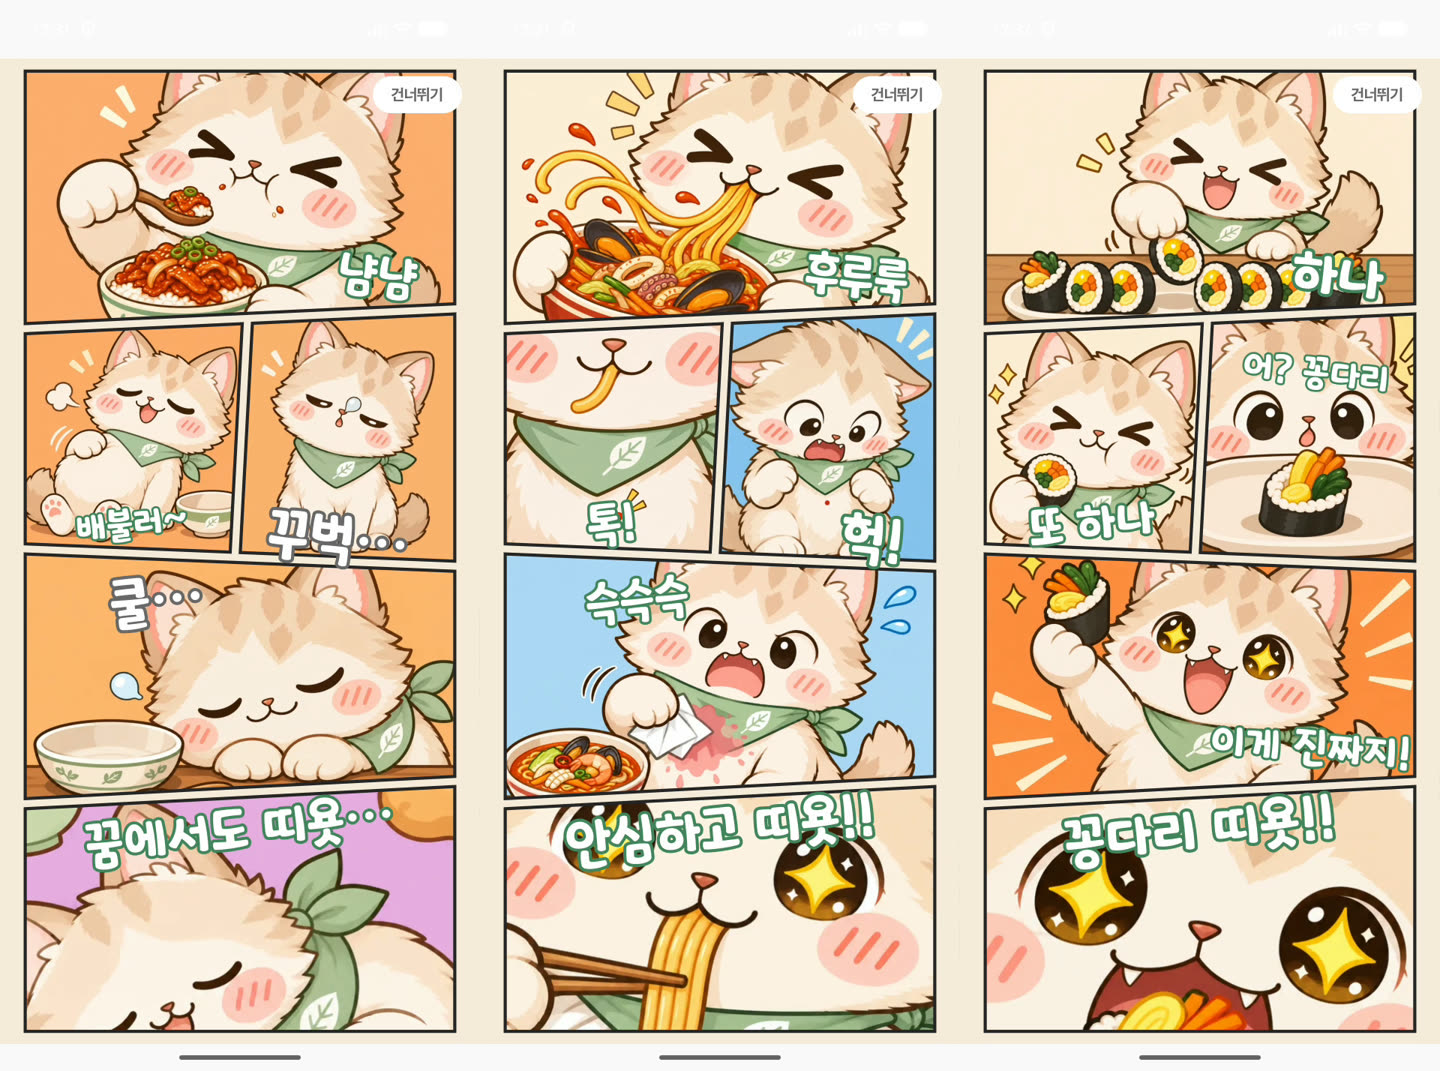 건너뛰기
냠냠
배불러~
꾸벅...
쿨...
꿈에서도 띠욧...
건너뛰기
후루룩
톡!
헉!
슥슥슥
안심하고 띠욧!!
건너뛰기
하나
또 하나
어? 꽁다리
이게 진짜지!
꽁다리 띠욧!!